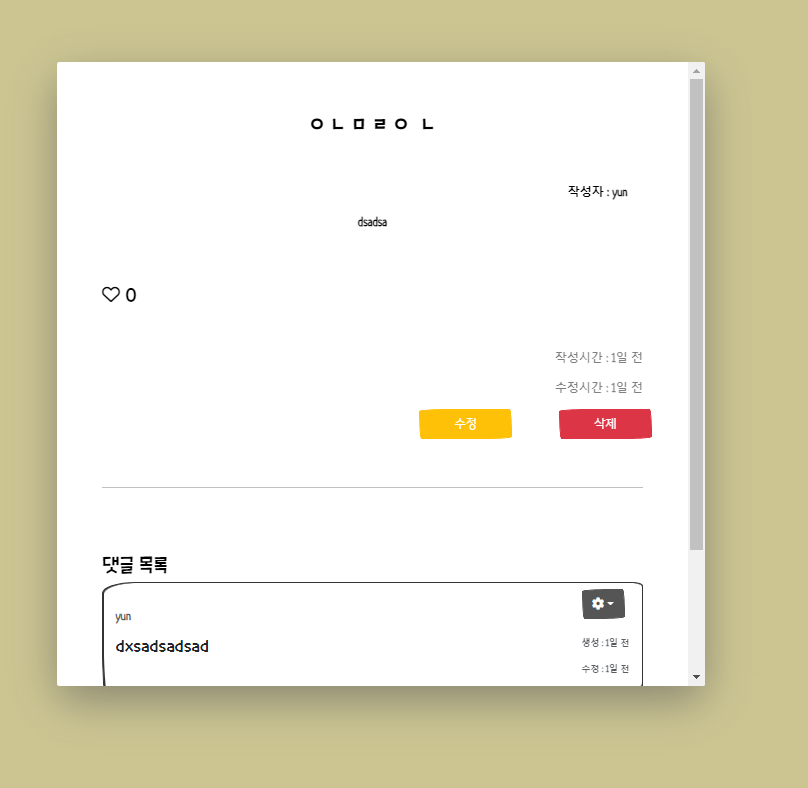 ㅇㄴㅁㄹㅇ ㄴ
작성자 : yun
dsadsa
0
작성시간 : 1일 전
수정시간 : 1일 전
수정 삭제
댓글 목록
yun
dxsadsadsad
생성 : 1일 전
수정 : 1일 전